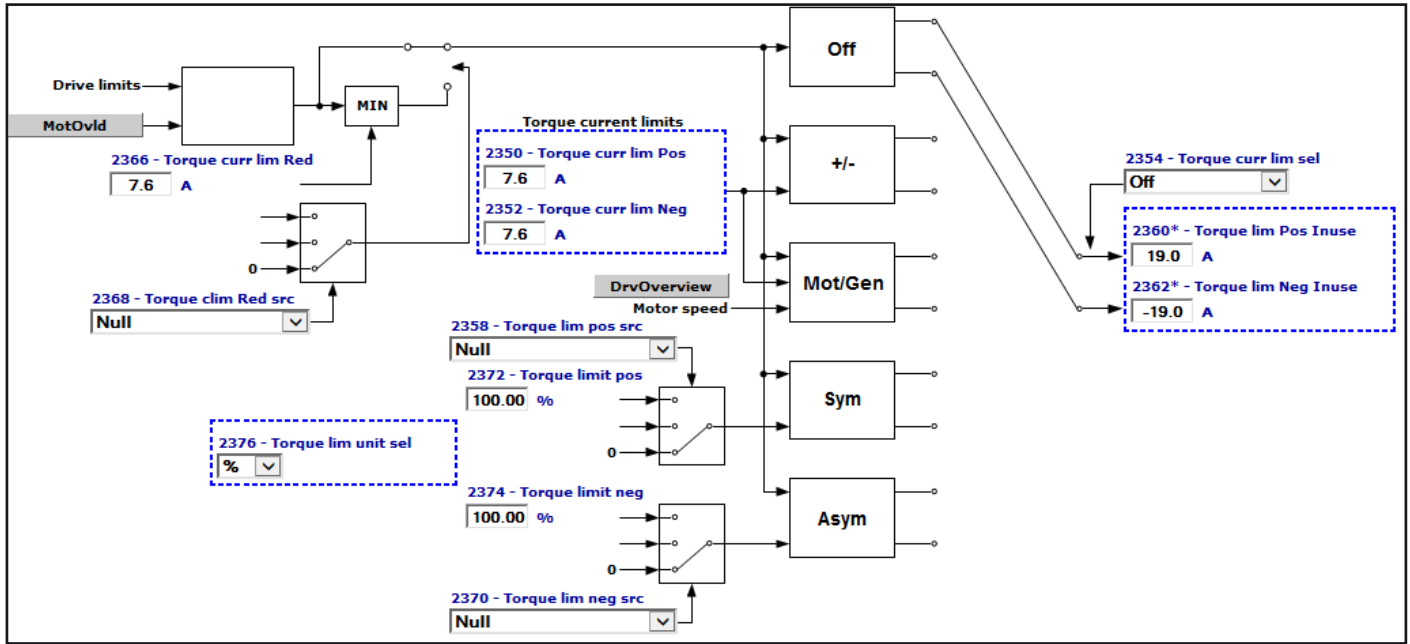 Off
Drive limits
MotOvld
MIN
Torque current limits
2366 - Torque curr lim Red
7.6 A
2350 - Torque curr lim Pos
7.6 A
2352 - Torque curr lim Neg
7.6 A
+/-
2354 - Torque curr lim sel
Off
2360* - Torque lim Pos Inuse
19.0 A
2362* - Torque lim Neg Inuse
-19.0 A
0
2368 - Torque clim Red src
Null
DrvOverview
Motor speed
Mot/Gen
2358 - Torque lim pos src
Null
2372 - Torque limit pos
100.00 %
0
Sym
2376 - Torque lim unit sel
%
2374 - Torque limit neg
100.00 %
0
Asym
2370 - Torque lim neg src
Null